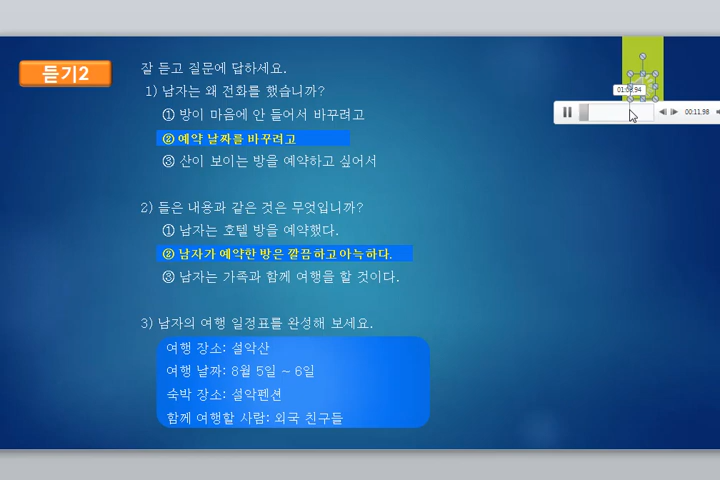 듣기2
잘 듣고 질문에 답하세요.
1) 남자는 왜 전화를 했습니까?
① 방이 마음에 안 들어서 바꾸려고
② 예약 날짜를 바꾸려고
③ 산이 보이는 방을 예약하고 싶어서
2) 들은 내용과 같은 것은 무엇입니까?
① 남자는 호텔 방을 예약했다.
② 남자가 예약한 방은 깔끔하고 아늑하다.
③ 남자는 가족과 함께 여행을 할 것이다.
3) 남자의 여행 일정표를 완성해 보세요.
여행 장소: 설악산
여행 날짜: 8월 5일 ~ 6일
숙박 장소: 설악펜션
함께 여행할 사람: 외국 친구들
00:11,98